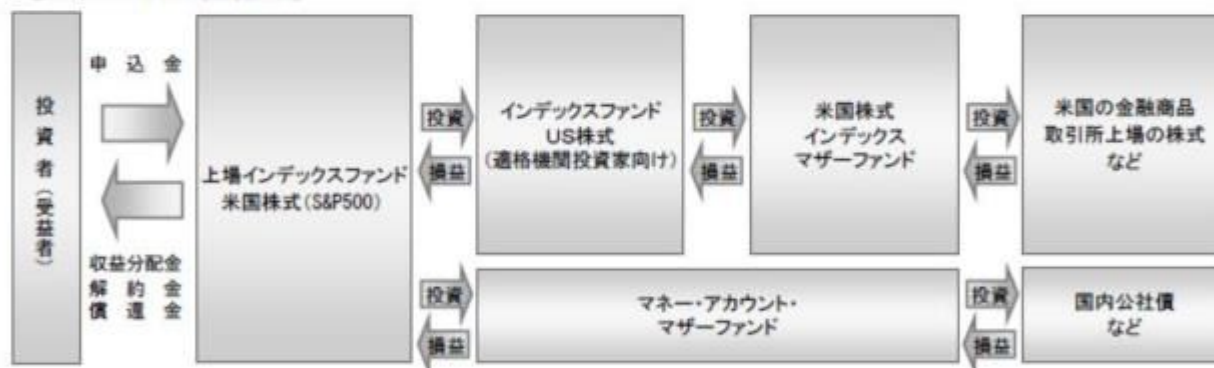 投資者(受益者)
申込金
収益分配金
解約金
償還金
上場インデックスファンド
米国株式(S&P500)
投資
損益
インデックスファンド
US株式
(適格機関投資家向け)
投資
損益
米国株式
インデックス
マザーファンド
投資
損益
米国の金融商品
取引所上場の株式
など
投資
損益
マネー・アカウント・
マザーファンド
投資
損益
国内公社債
など